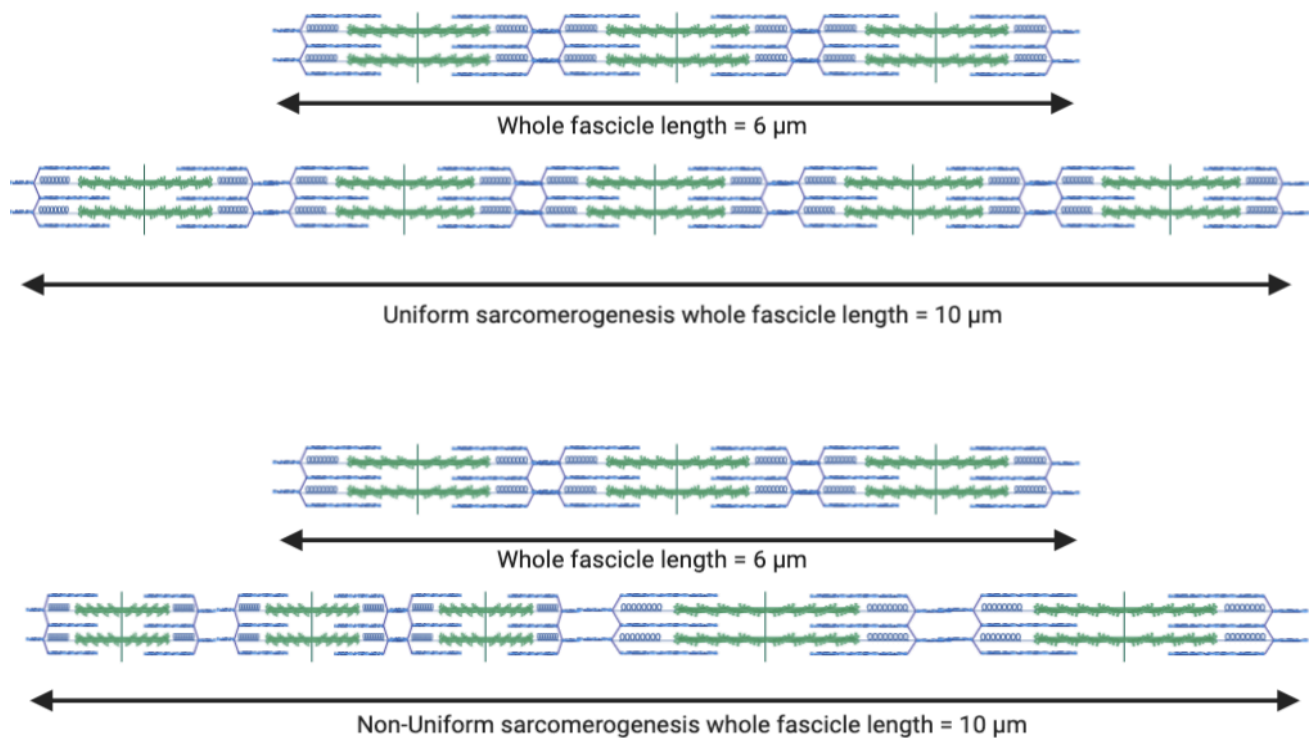 Whole fascicle length = 6 µm
Uniform sarcomerogenesis whole fascicle length = 10 µm
Whole fascicle length = 6 µm
Non-Uniform sarcomerogenesis whole fascicle length = 10 µm